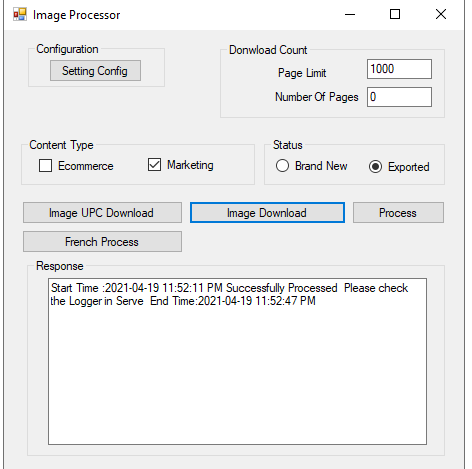 Image Processor
Configuration
Setting Config
Donwload Count
Page Limit
1000
Number Of Pages
0
Content Type
Ecommerce
Marketing
Status
Brand New
Exported
Image UPC Download
Image Download
Process
French Process
Response
Start Time :2021-04-19 11:52:11 PM Successfully Processed  Please check
the Logger in Serve  End Time:2021-04-19 11:52:47 PM